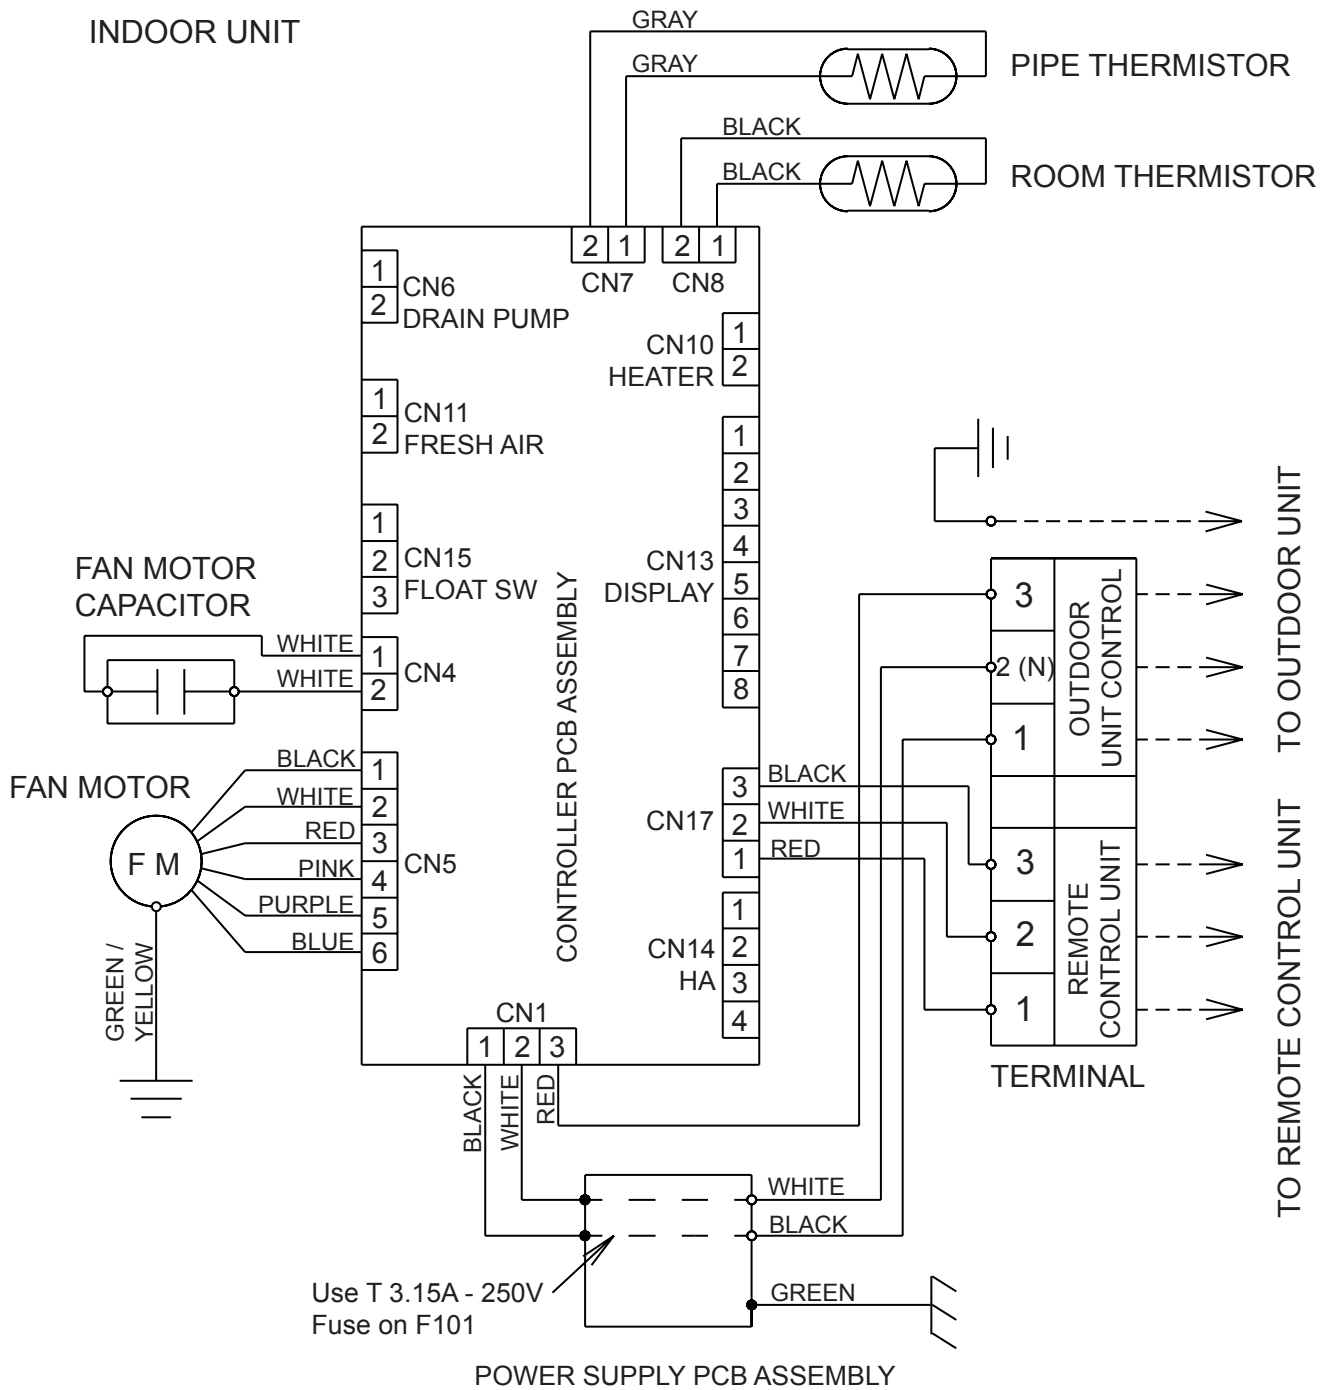 INDOOR UNIT
GRAY
GRAY
PIPE THERMISTOR
BLACK
BLACK
ROOM THERMISTOR
2 1
CN7
2 1
CN8
1
2
CN6
DRAIN PUMP
1
2
CN10
HEATER
1
2
CN11
FRESH AIR
1
2
3
4
5
6
7
8
CN13
DISPLAY
1
2
3
CN15
FLOAT SW
CONTROLLER PCB ASSEMBLY
FAN MOTOR
CAPACITOR
WHITE
WHITE
1
2
CN4
FAN MOTOR
F M
BLACK
WHITE
RED
PINK
PURPLE
BLUE
1
2
3
4
5
6
CN5
GREEN /
YELLOW
3
2
1
CN17
BLACK
WHITE
RED
1
2
3
4
CN14
HA
CN1
1 2 3
BLACK
WHITE
RED
3
2 (N)
1
OUTDOOR
UNIT CONTROL
3
2
1
REMOTE
CONTROL UNIT
TERMINAL
TO OUTDOOR UNIT
TO REMOTE CONTROL UNIT
WHITE
BLACK
GREEN
Use T 3.15A - 250V
Fuse on F101
POWER SUPPLY PCB ASSEMBLY